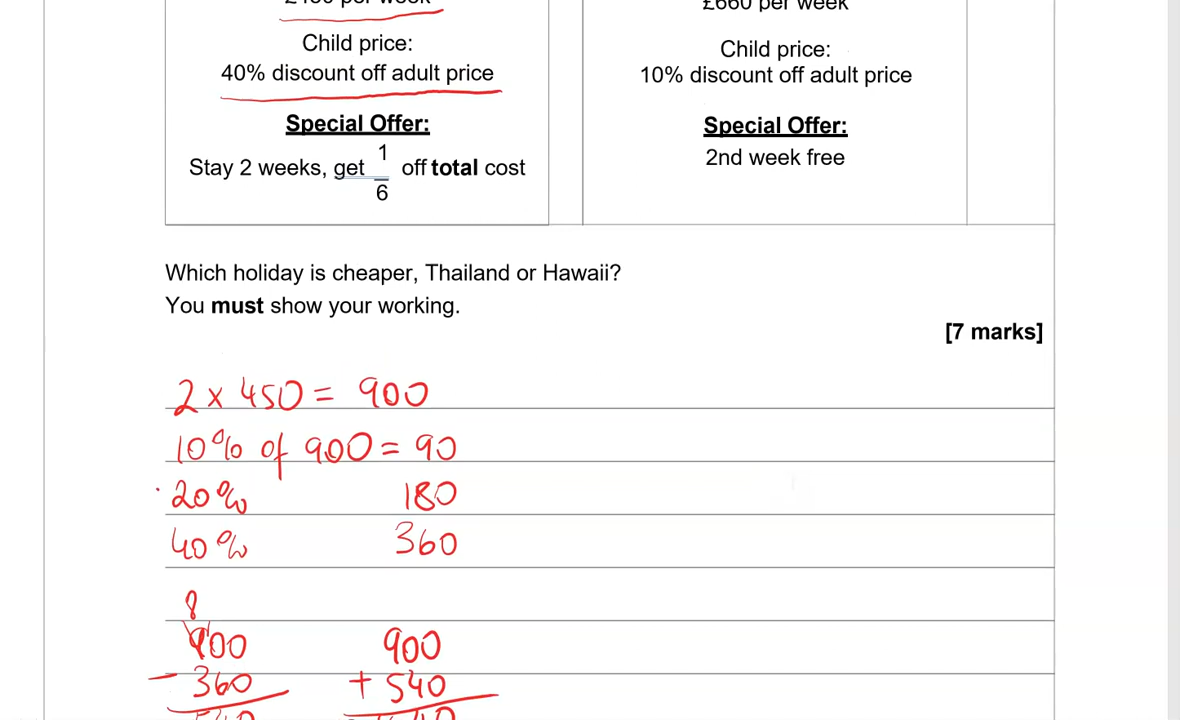 £660 per week
Child price:
40% discount off adult price
Special Offer:
Stay 2 weeks, get 1/6 off total cost
Child price:
10% discount off adult price
Special Offer:
2nd week free
Which holiday is cheaper, Thailand or Hawaii?
You must show your working.
[7 marks]
2 x 450 = 900
10% of 900 = 90
20% 180
40% 360
8
900 900
- 360 + 540
540